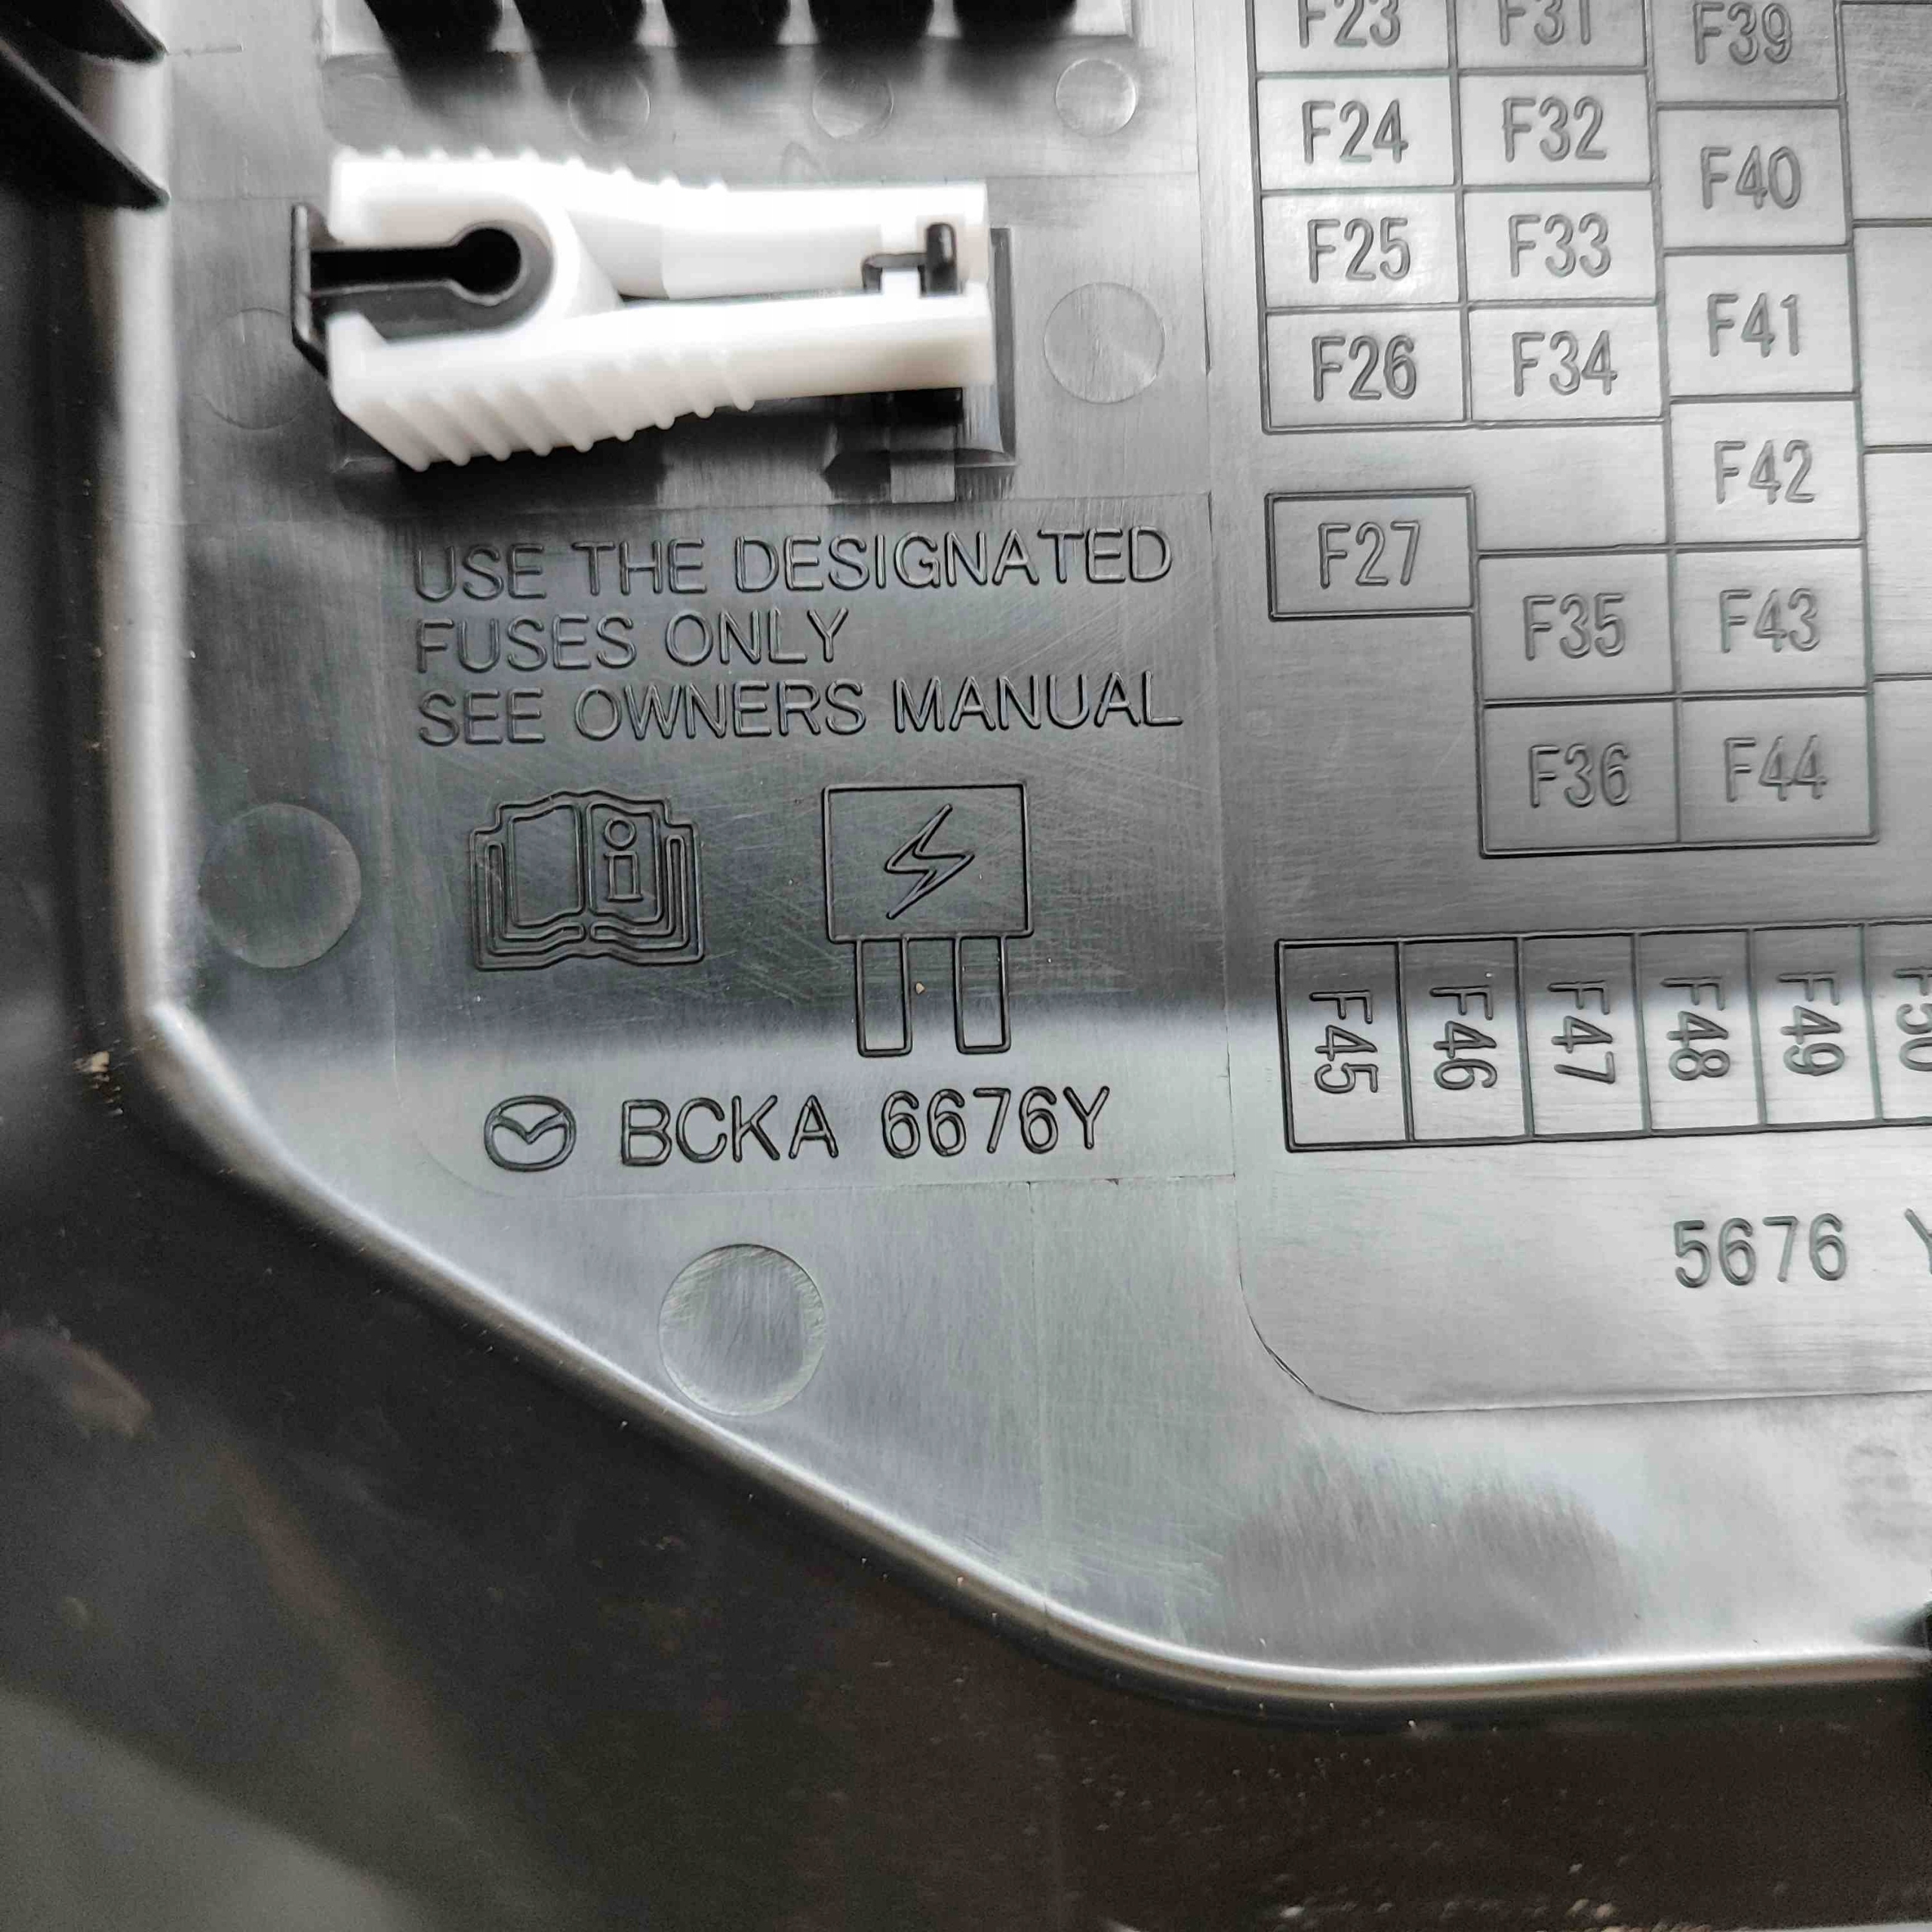 F23 F31 F39
F24 F32
F40
F25 F33
F41
F26 F34
F42
F27
F35 F43
F36 F44
USE THE DESIGNATED
FUSES ONLY
SEE OWNERS MANUAL
i
BCKA 6676Y
F45 F46 F47 F48 F49 F50
5676